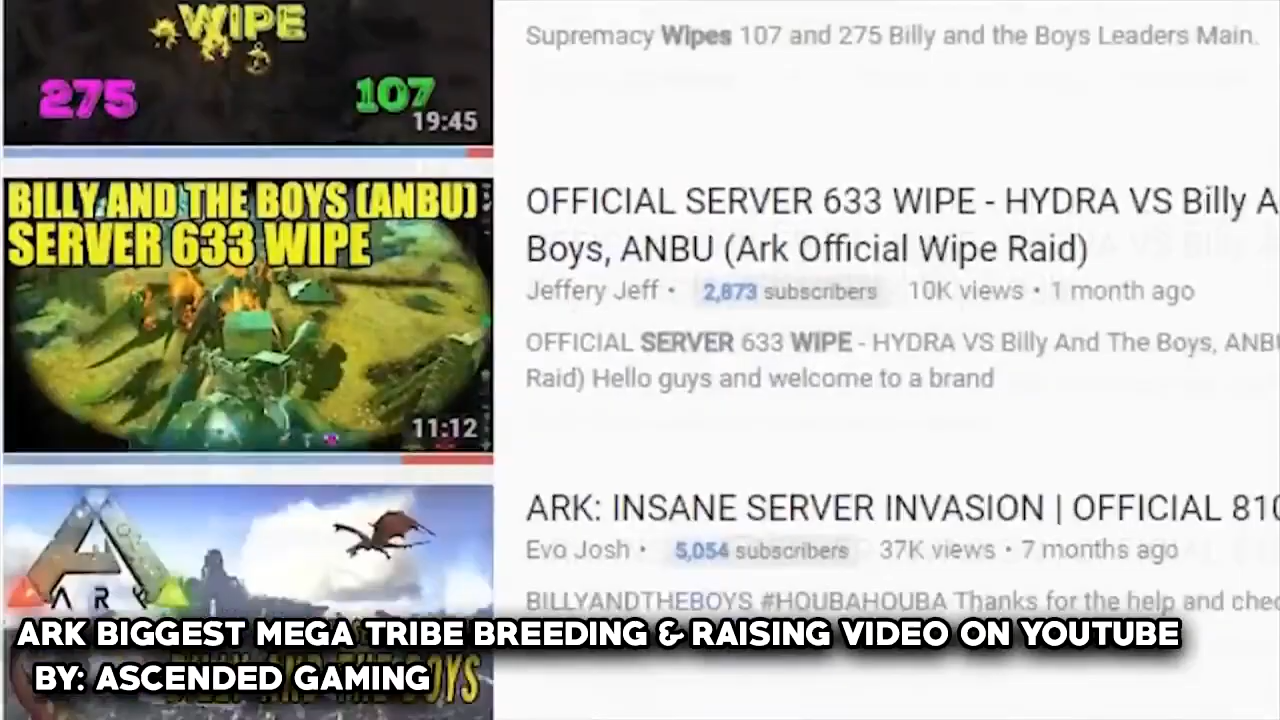 WIPE
275
107
19:45
Supremacy Wipes 107 and 275 Billy and the Boys Leaders Main.
BILLY AND THE BOYS (ANBU)
SERVER 633 WIPE
11:12
OFFICIAL SERVER 633 WIPE - HYDRA VS Billy A
Boys, ANBU (Ark Official Wipe Raid)
Jeffery Jeff • 2,873 subscribers 10K views • 1 month ago
OFFICIAL SERVER 633 WIPE - HYDRA VS Billy And The Boys, ANB
Raid) Hello guys and welcome to a brand
ARK
ARK: INSANE SERVER INVASION | OFFICIAL 810
Evo Josh • 5,054 subscribers 37K views • 7 months ago
BILLYANDTHEBOYS #HOUBAHOUBA Thanks for the help and chec
ARK BIGGEST MEGA TRIBE BREEDING & RAISING VIDEO ON YOUTUBE
BY: ASCENDED GAMING